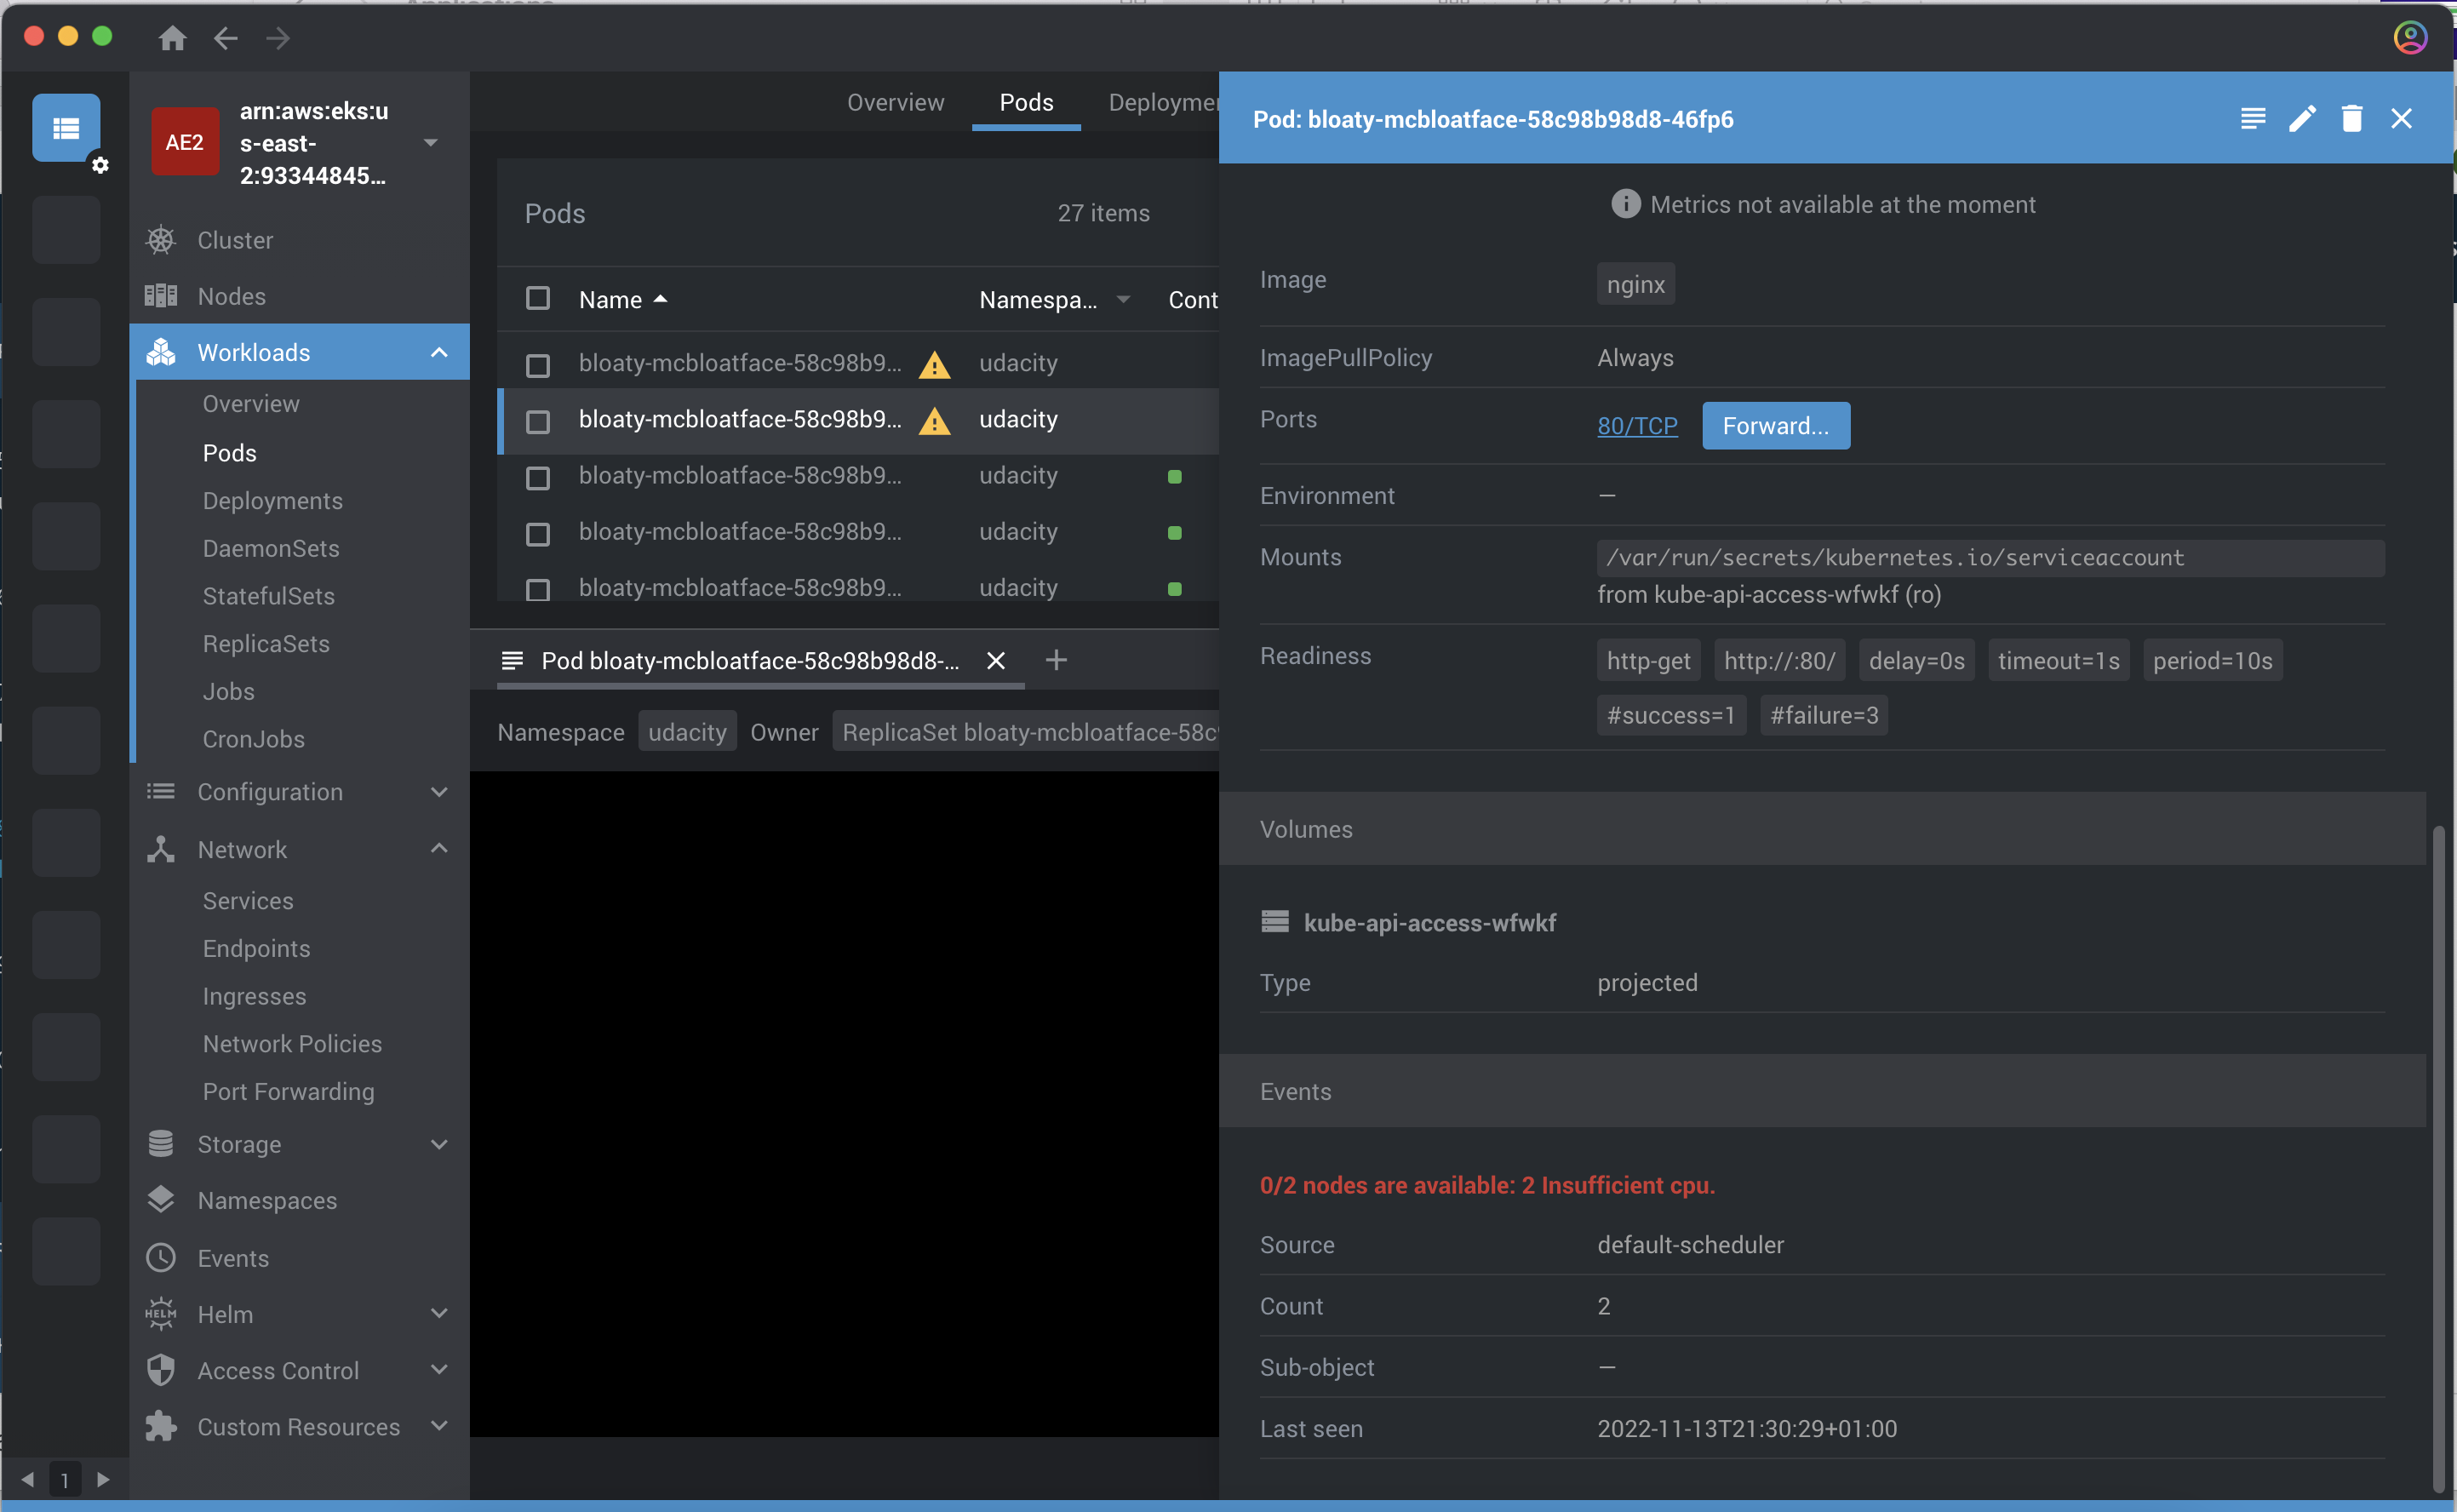 AE2
arn:aws:eks:u
s-east-
2:93344845...
Cluster
Nodes
Workloads
Overview
Pods
Deployments
DaemonSets
StatefulSets
ReplicaSets
Jobs
CronJobs
Configuration
Network
Services
Endpoints
Ingresses
Network Policies
Port Forwarding
Storage
Namespaces
Events
HELM
Helm
Access Control
Custom Resources
1
Overview
Pods
Pods
27 items
Name
Namespa...
Cont
bloaty-mcbloatface-58c98b9...
udacity
bloaty-mcbloatface-58c98b9...
udacity
bloaty-mcbloatface-58c98b9...
udacity
bloaty-mcbloatface-58c98b9...
udacity
bloaty-mcbloatface-58c98b9...
udacity
Pod bloaty-mcbloatface-58c98b98d8-...
Namespace udacity Owner ReplicaSet bloaty-mcbloatface-58c
Pod: bloaty-mcbloatface-58c98b98d8-46fp6
Metrics not available at the moment
Image
nginx
ImagePullPolicy
Always
Ports
80/TCP
Forward...
Environment
—
Mounts
/var/run/secrets/kubernetes.io/serviceaccount
from kube-api-access-wfwkf (ro)
Readiness
http-get http://:80/ delay=0s timeout=1s period=10s
#success=1 #failure=3
Volumes
kube-api-access-wfwkf
Type
projected
Events
0/2 nodes are available: 2 Insufficient cpu.
Source
default-scheduler
Count
2
Sub-object
—
Last seen
2022-11-13T21:30:29+01:00